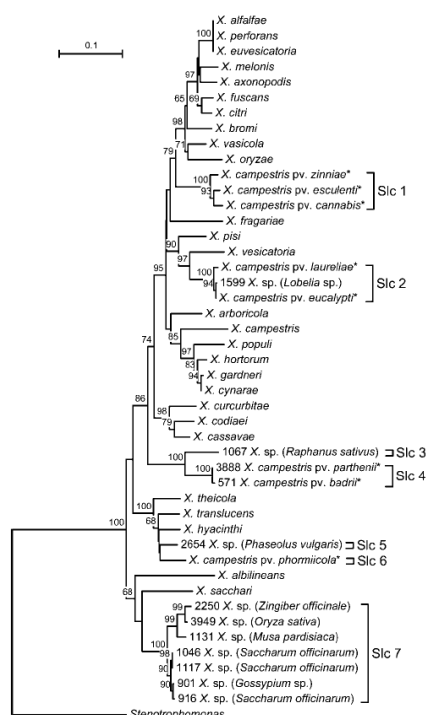 0.1
100
X. alfalfae
X. perforans
X. euvesicatoria
X. melonis
97
X. axonopodis
65
69
X. fuscans
X. citri
98
X. bromi
71
X. vasicola
X. oryzae
79
100
X. campestris pv. zinniae*
93
X. campestris pv. esculenti*
Slc 1
X. campestris pv. cannabis*
X. fragariae
X. pisi
90
97
X. vesicatoria
95
100
X. campestris pv. laureliae*
94
1599 X. sp. (Lobelia sp.)
Slc 2
X. campestris pv. eucalypti*
X. arboricola
85
X. campestris
74
97
X. populi
83
X. hortorum
94
X. gardneri
X. cynarae
86
98
X. curcurbitae
79
X. codiaei
X. cassavae
100
1067 X. sp. (Raphanus sativus)
Slc 3
100
3888 X. campestris pv. parthenii*
Slc 4
571 X. campestris pv. badrii*
X. theicola
100
68
X. translucens
X. hyacinthi
2654 X. sp. (Phaseolus vulgaris)
Slc 5
X. campestris pv. phormiicola*
Slc 6
68
X. albilineans
X. sacchari
99
2250 X. sp. (Zingiber officinale)
99
3949 X. sp. (Oryza sativa)
1131 X. sp. (Musa pardisiaca)
100
98
1046 X. sp. (Saccharum officinarum)
Slc 7
90
1117 X. sp. (Saccharum officinarum)
90
901 X. sp. (Gossypium sp.)
916 X. sp. (Saccharum officinarum)
Stenotrophomonas